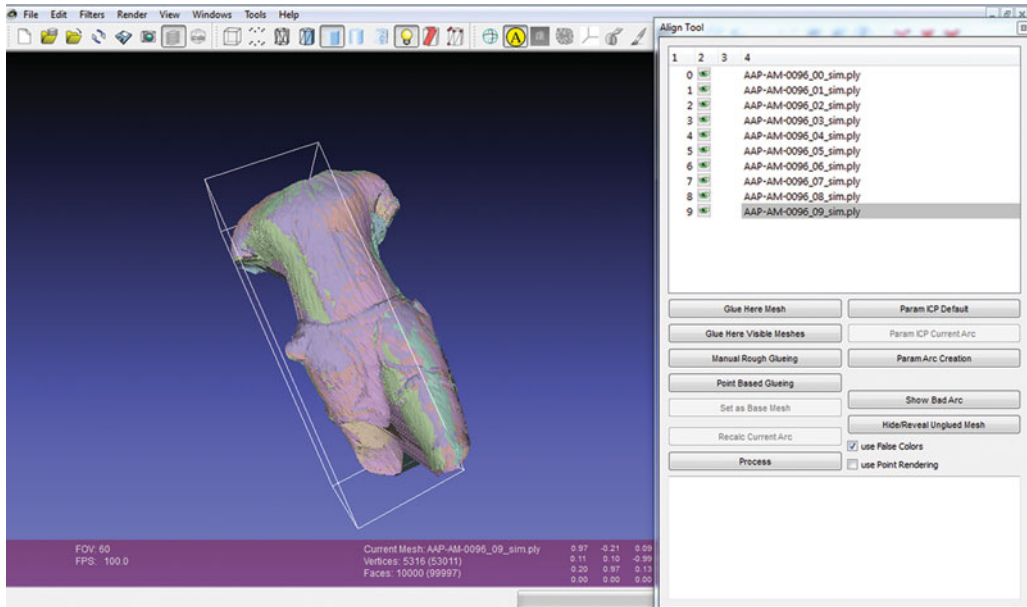 File Edit Filters Render View Windows Tools Help
Align Tool
1 2 3 4
0 AAP-AM-0096_00_sim.ply
1 AAP-AM-0096_01_sim.ply
2 AAP-AM-0096_02_sim.ply
3 AAP-AM-0096_03_sim.ply
4 AAP-AM-0096_04_sim.ply
5 AAP-AM-0096_05_sim.ply
6 AAP-AM-0096_06_sim.ply
7 AAP-AM-0096_07_sim.ply
8 AAP-AM-0096_08_sim.ply
9 AAP-AM-0096_09_sim.ply
Glue Here Mesh Param ICP Default
Glue Here Visible Meshes Param ICP Current Arc
Manual Rough Glueing Param Arc Creation
Point Based Glueing
Show Bad Arc
Set as Base Mesh
Hide/Reveal Unglued Mesh
Recalc Current Arc
use False Colors
Process
use Point Rendering
A
FOV: 60
FPS: 100.0
Current Mesh: AAP-AM-0096_09_sim.ply
Vertices: 5316 (53011)
Faces: 10000 (99997)
0.97 -0.21 0.09
0.11 0.10 -0.99
0.20 0.97 0.13
0.00 0.00 0.00